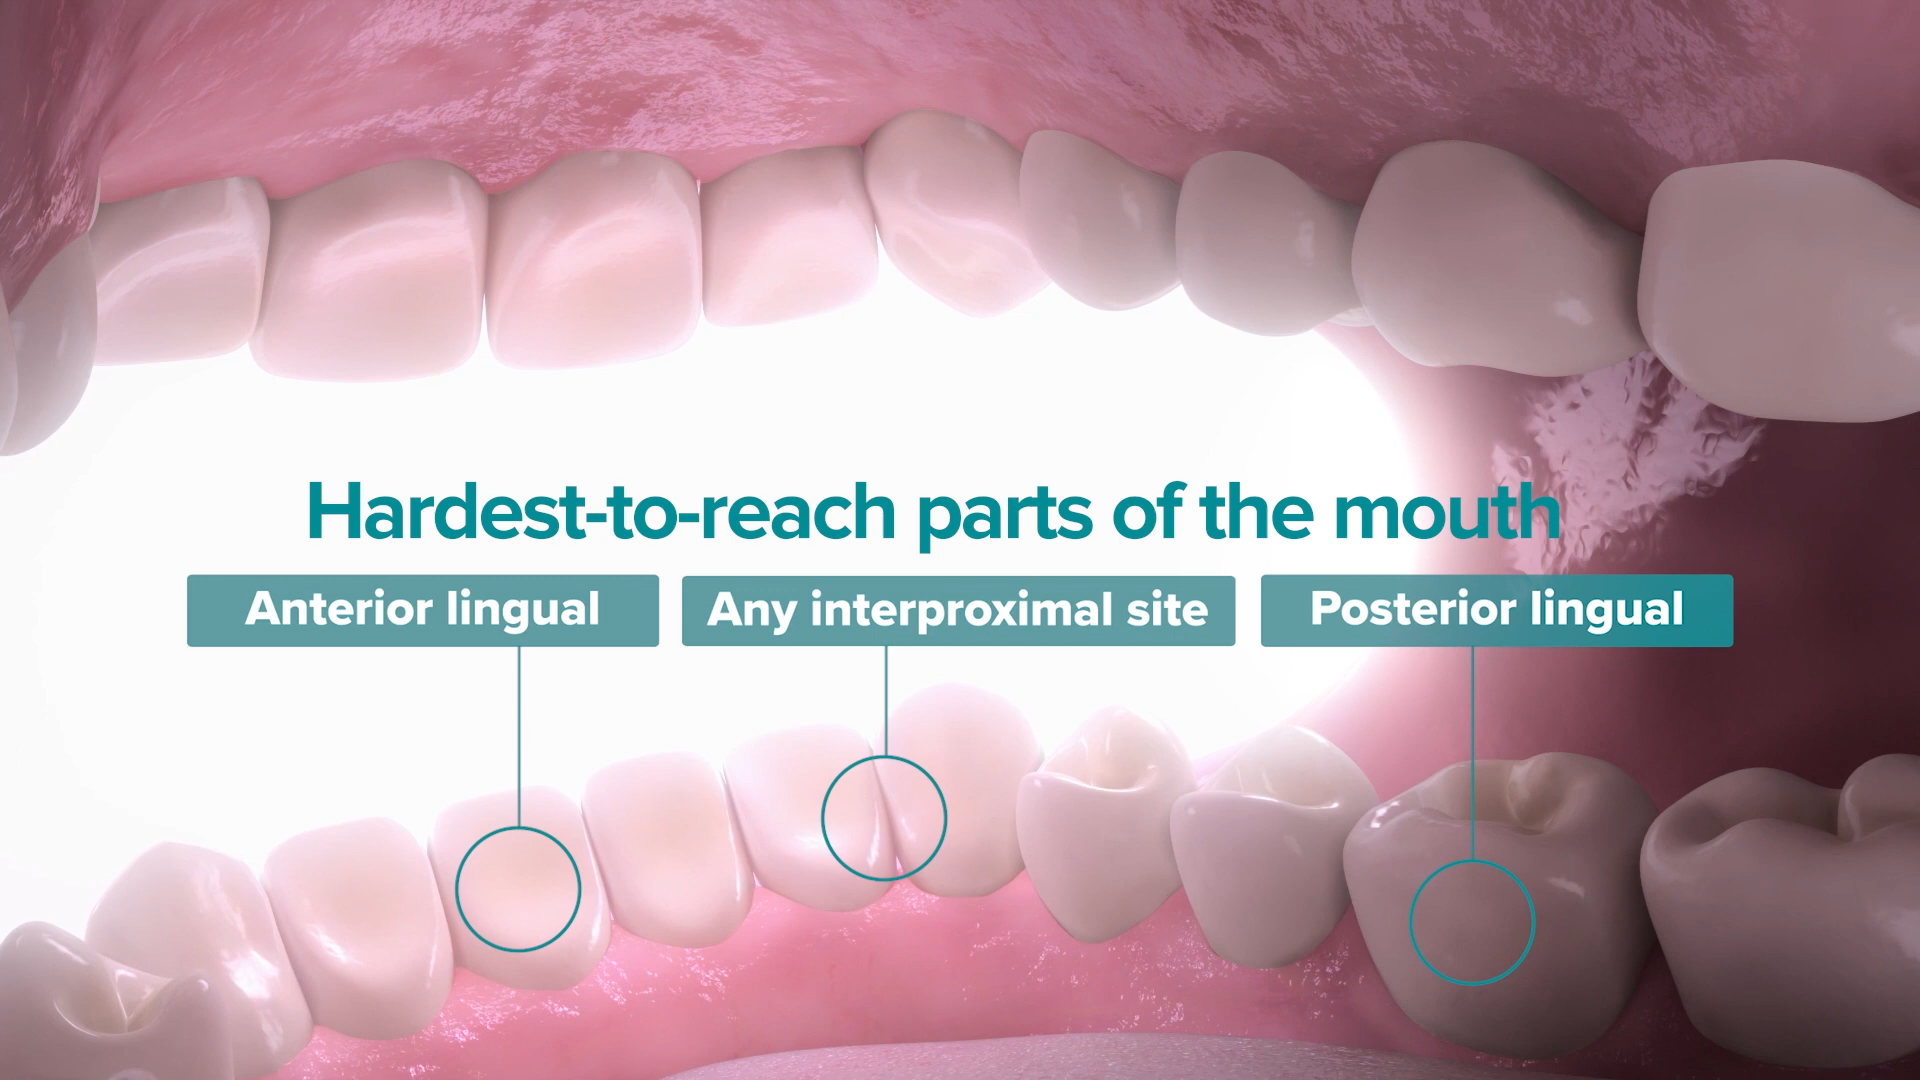 Hardest-to-reach parts of the mouth
Anterior lingual
Any interproximal site
Posterior lingual